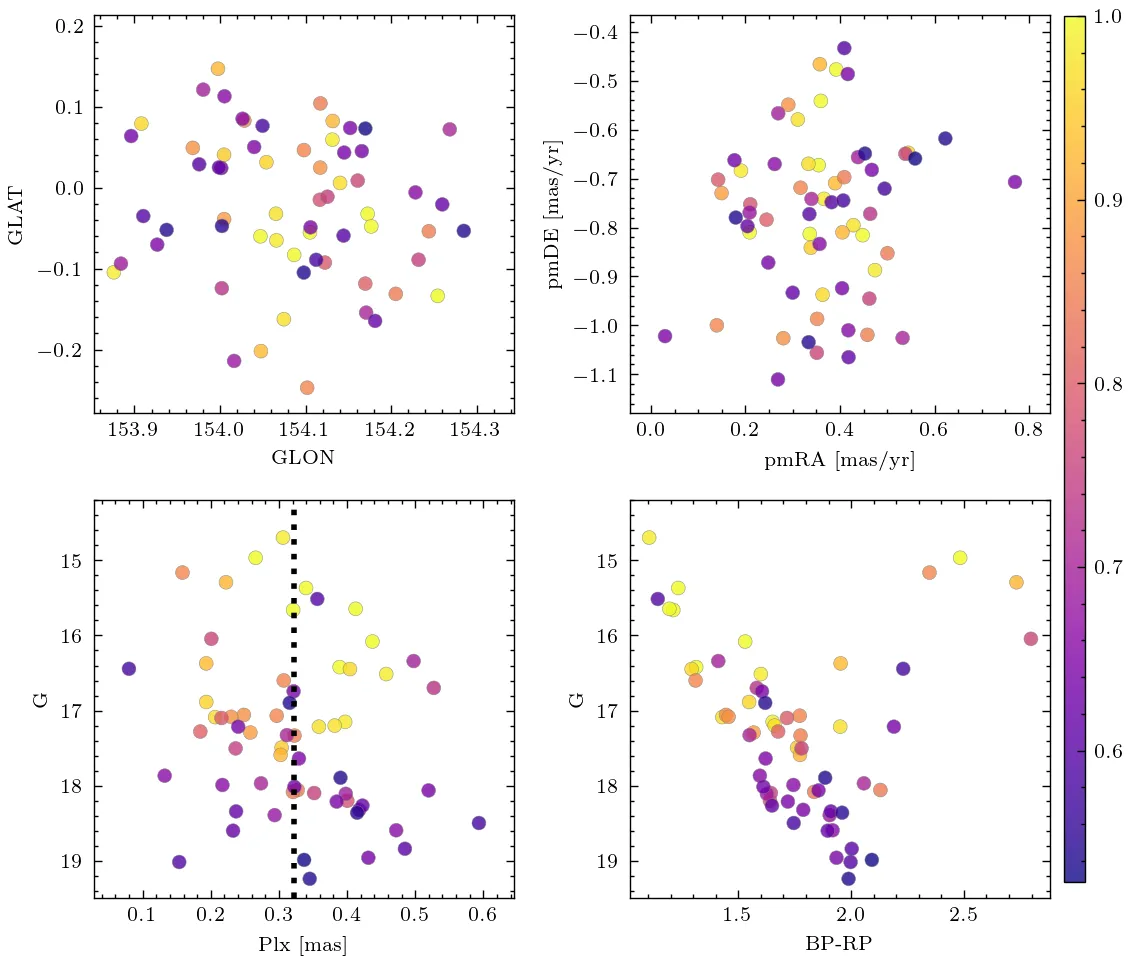 0.2
0.1
0.0
−0.1
−0.2
GLAT
153.9 154.0 154.1 154.2 154.3
GLON
−0.4
−0.5
−0.6
−0.7
−0.8
−0.9
−1.0
−1.1
pmDE [mas/yr]
0.0 0.2 0.4 0.6 0.8
pmRA [mas/yr]
1.0
0.9
0.8
0.7
0.6
15
16
17
18
19
G
0.1 0.2 0.3 0.4 0.5 0.6
Plx [mas]
15
16
17
18
19
G
1.5 2.0 2.5
BP-RP